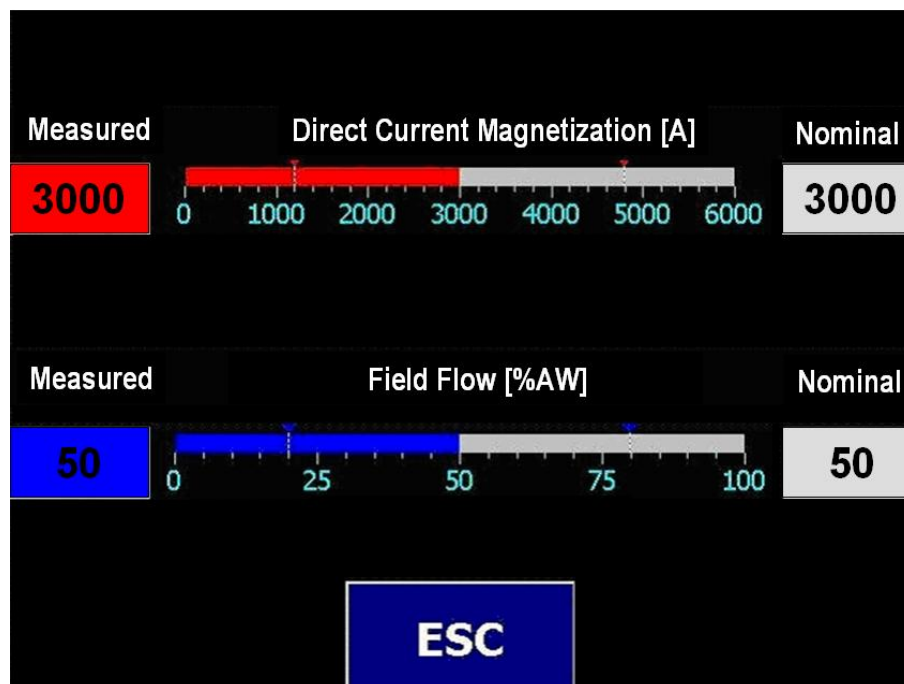 Measured Direct Current Magnetization [A] Nominal
3000 3000
0 1000 2000 3000 4000 5000 6000
Measured Field Flow [%AW] Nominal
50 50
0 25 50 75 100
ESC